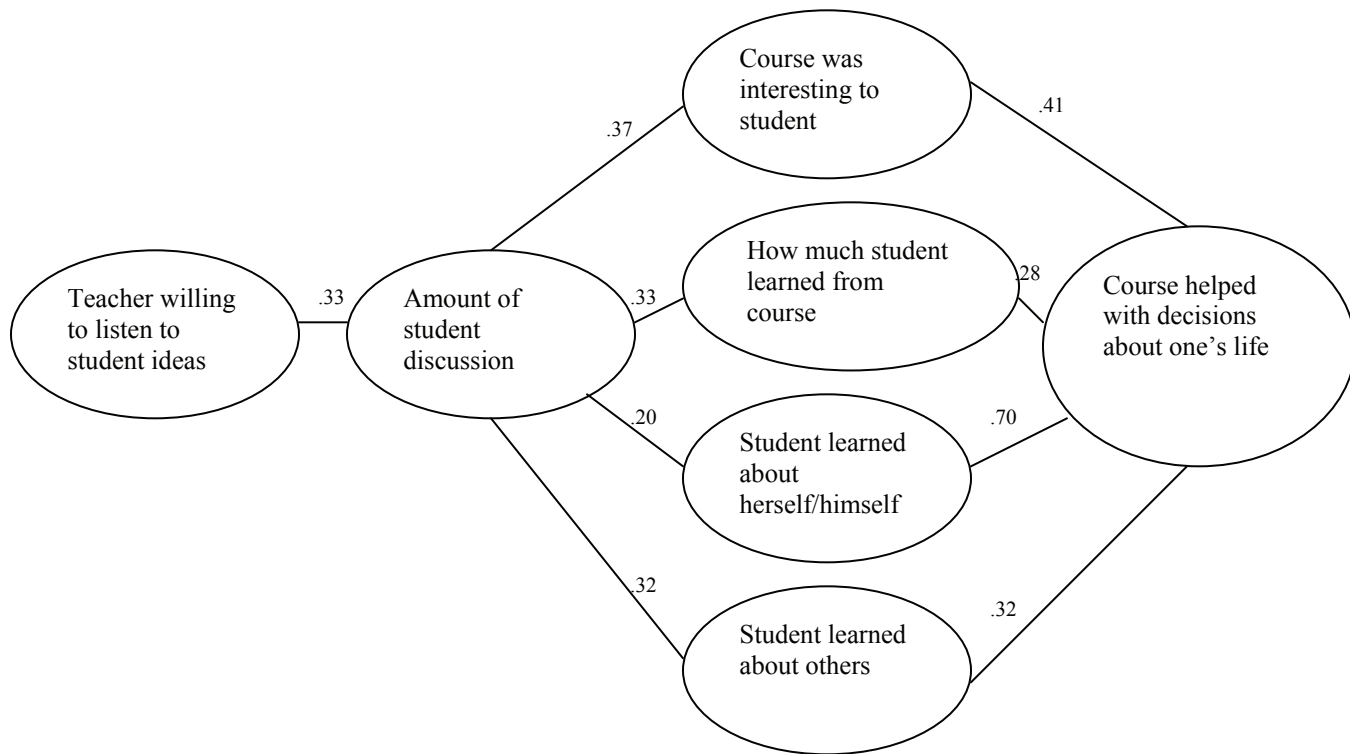 Course was
interesting to
student
.37
.41
Teacher willing
to listen to
student ideas
.33
Amount of
student
discussion
.33
How much student
learned from
course
.28
Course helped
with decisions
about one’s life
.20
Student learned
about
herself/himself
.70
.32
Student learned
about others
.32